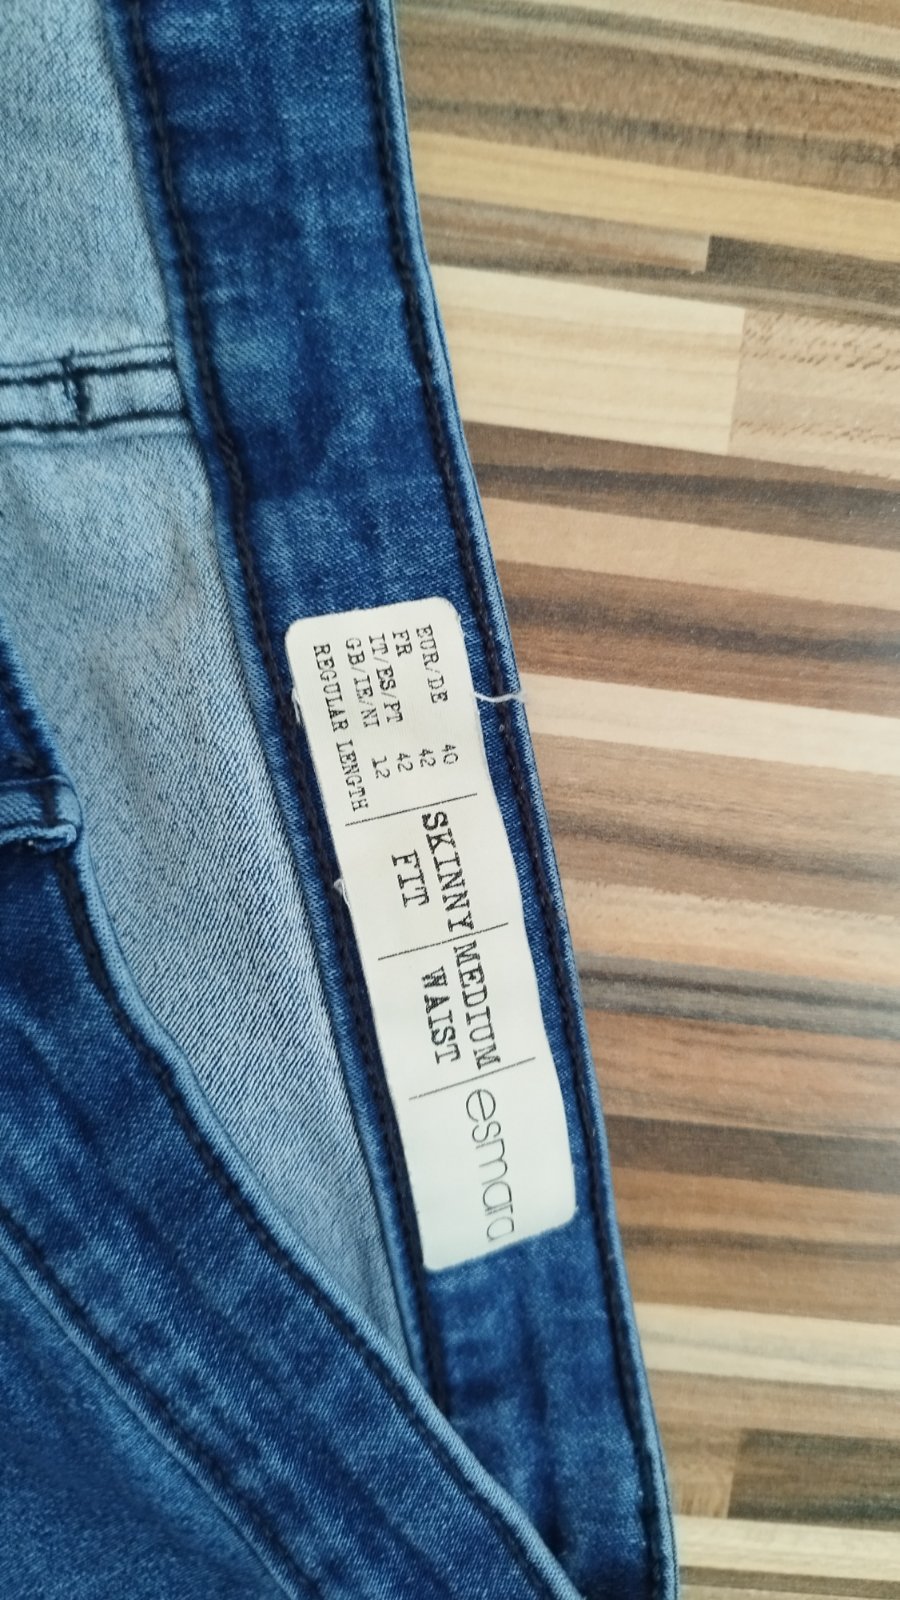 EUR/DE 40
FR 42
IT/ES/PT 42
GB/IE/NI 12
REGULAR LENGTH
SKINNY
FIT
MEDIUM
WAIST
esmara